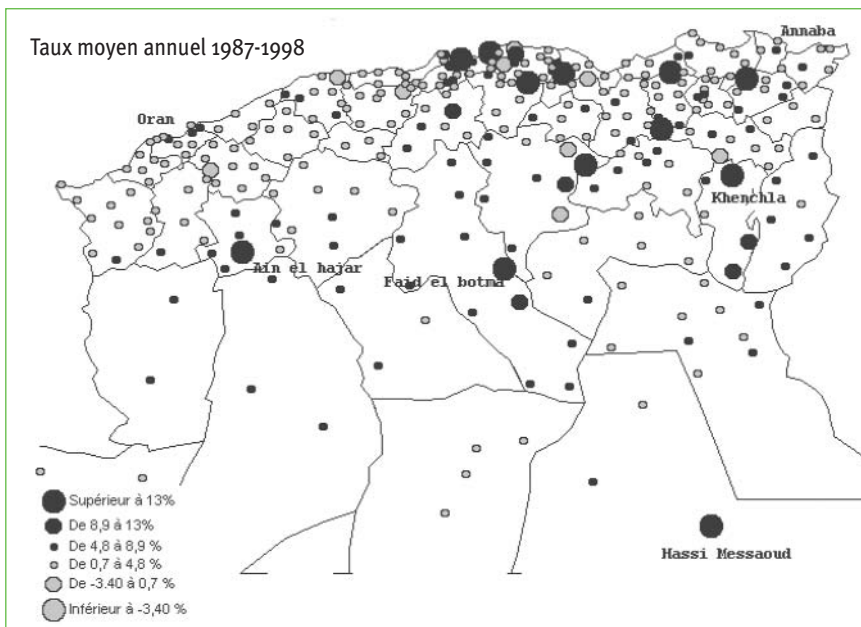 Taux moyen annuel 1987-1998
Annaba
Oran
Khenchla
Ain el hajar
Faid el botma
Supérieur à 13%
De 8,9 à 13%
De 4,8 à 8,9 %
De 0,7 à 4,8 %
De -3.40 à 0,7 %
Inférieur à -3,40 %
Hassi Messaoud